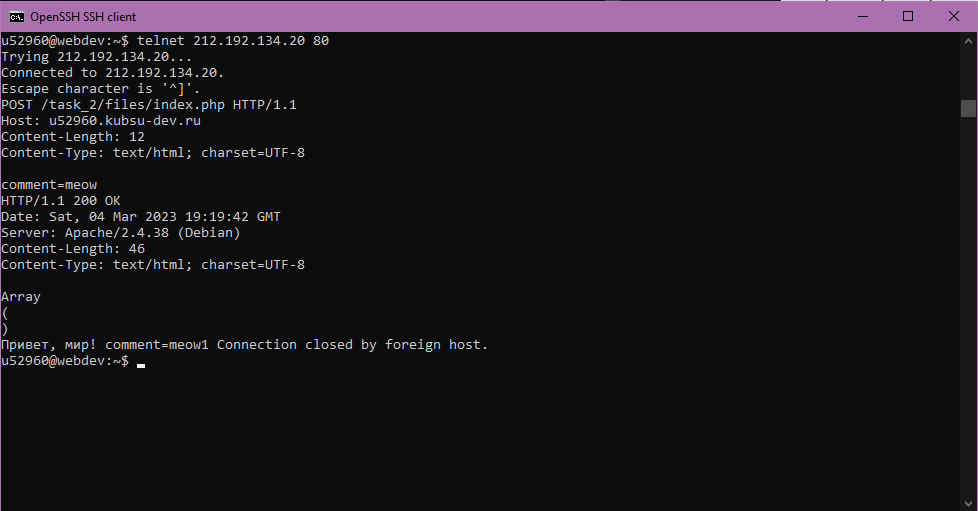 OpenSSH SSH client
u52960@webdev:~$ telnet 212.192.134.20 80
Trying 212.192.134.20...
Connected to 212.192.134.20.
Escape character is '^]'.
POST /task_2/files/index.php HTTP/1.1
Host: u52960.kubsu-dev.ru
Content-Length: 12
Content-Type: text/html; charset=UTF-8
comment=meow
HTTP/1.1 200 OK
Date: Sat, 04 Mar 2023 19:19:42 GMT
Server: Apache/2.4.38 (Debian)
Content-Length: 46
Content-Type: text/html; charset=UTF-8
Array
(
)
Привет, мир! comment=meow1 Connection closed by foreign host.
u52960@webdev:~$